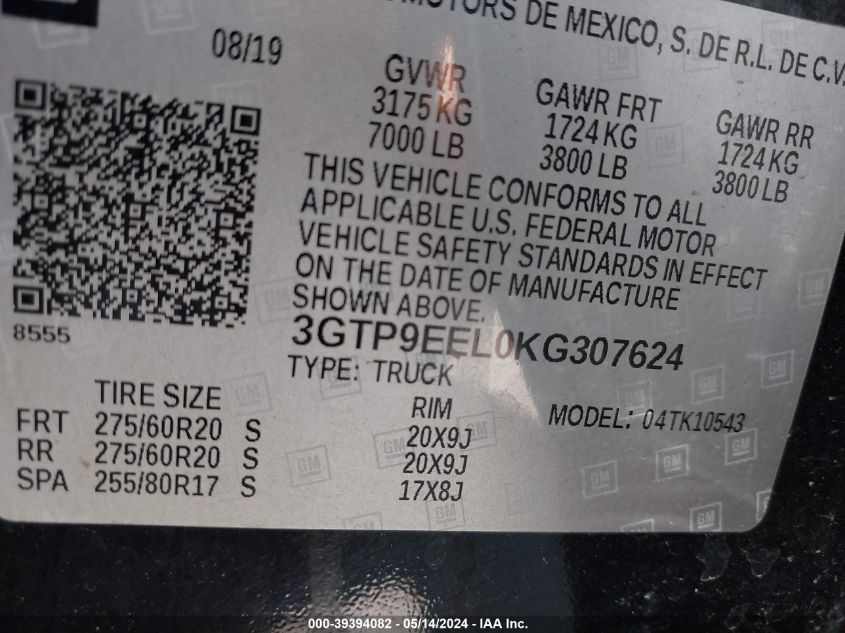 MOTORS DE MEXICO, S. DE R.L. DE C.V.
08/19
GVWR
3175 KG
7000 LB
GAWR FRT
1724 KG
3800 LB
GAWR RR
1724 KG
3800 LB
THIS VEHICLE CONFORMS TO ALL
APPLICABLE U.S. FEDERAL MOTOR
VEHICLE SAFETY STANDARDS IN EFFECT
ON THE DATE OF MANUFACTURE
SHOWN ABOVE.
8555
3GTP9EEL0KG307624
TYPE: TRUCK
MODEL: 04TK10543
TIRE SIZE RIM
FRT 275/60R20 S 20X9J
RR 275/60R20 S 20X9J
SPA 255/80R17 S 17X8J
GM
000-39394082 - 05/14/2024 - IAA Inc.